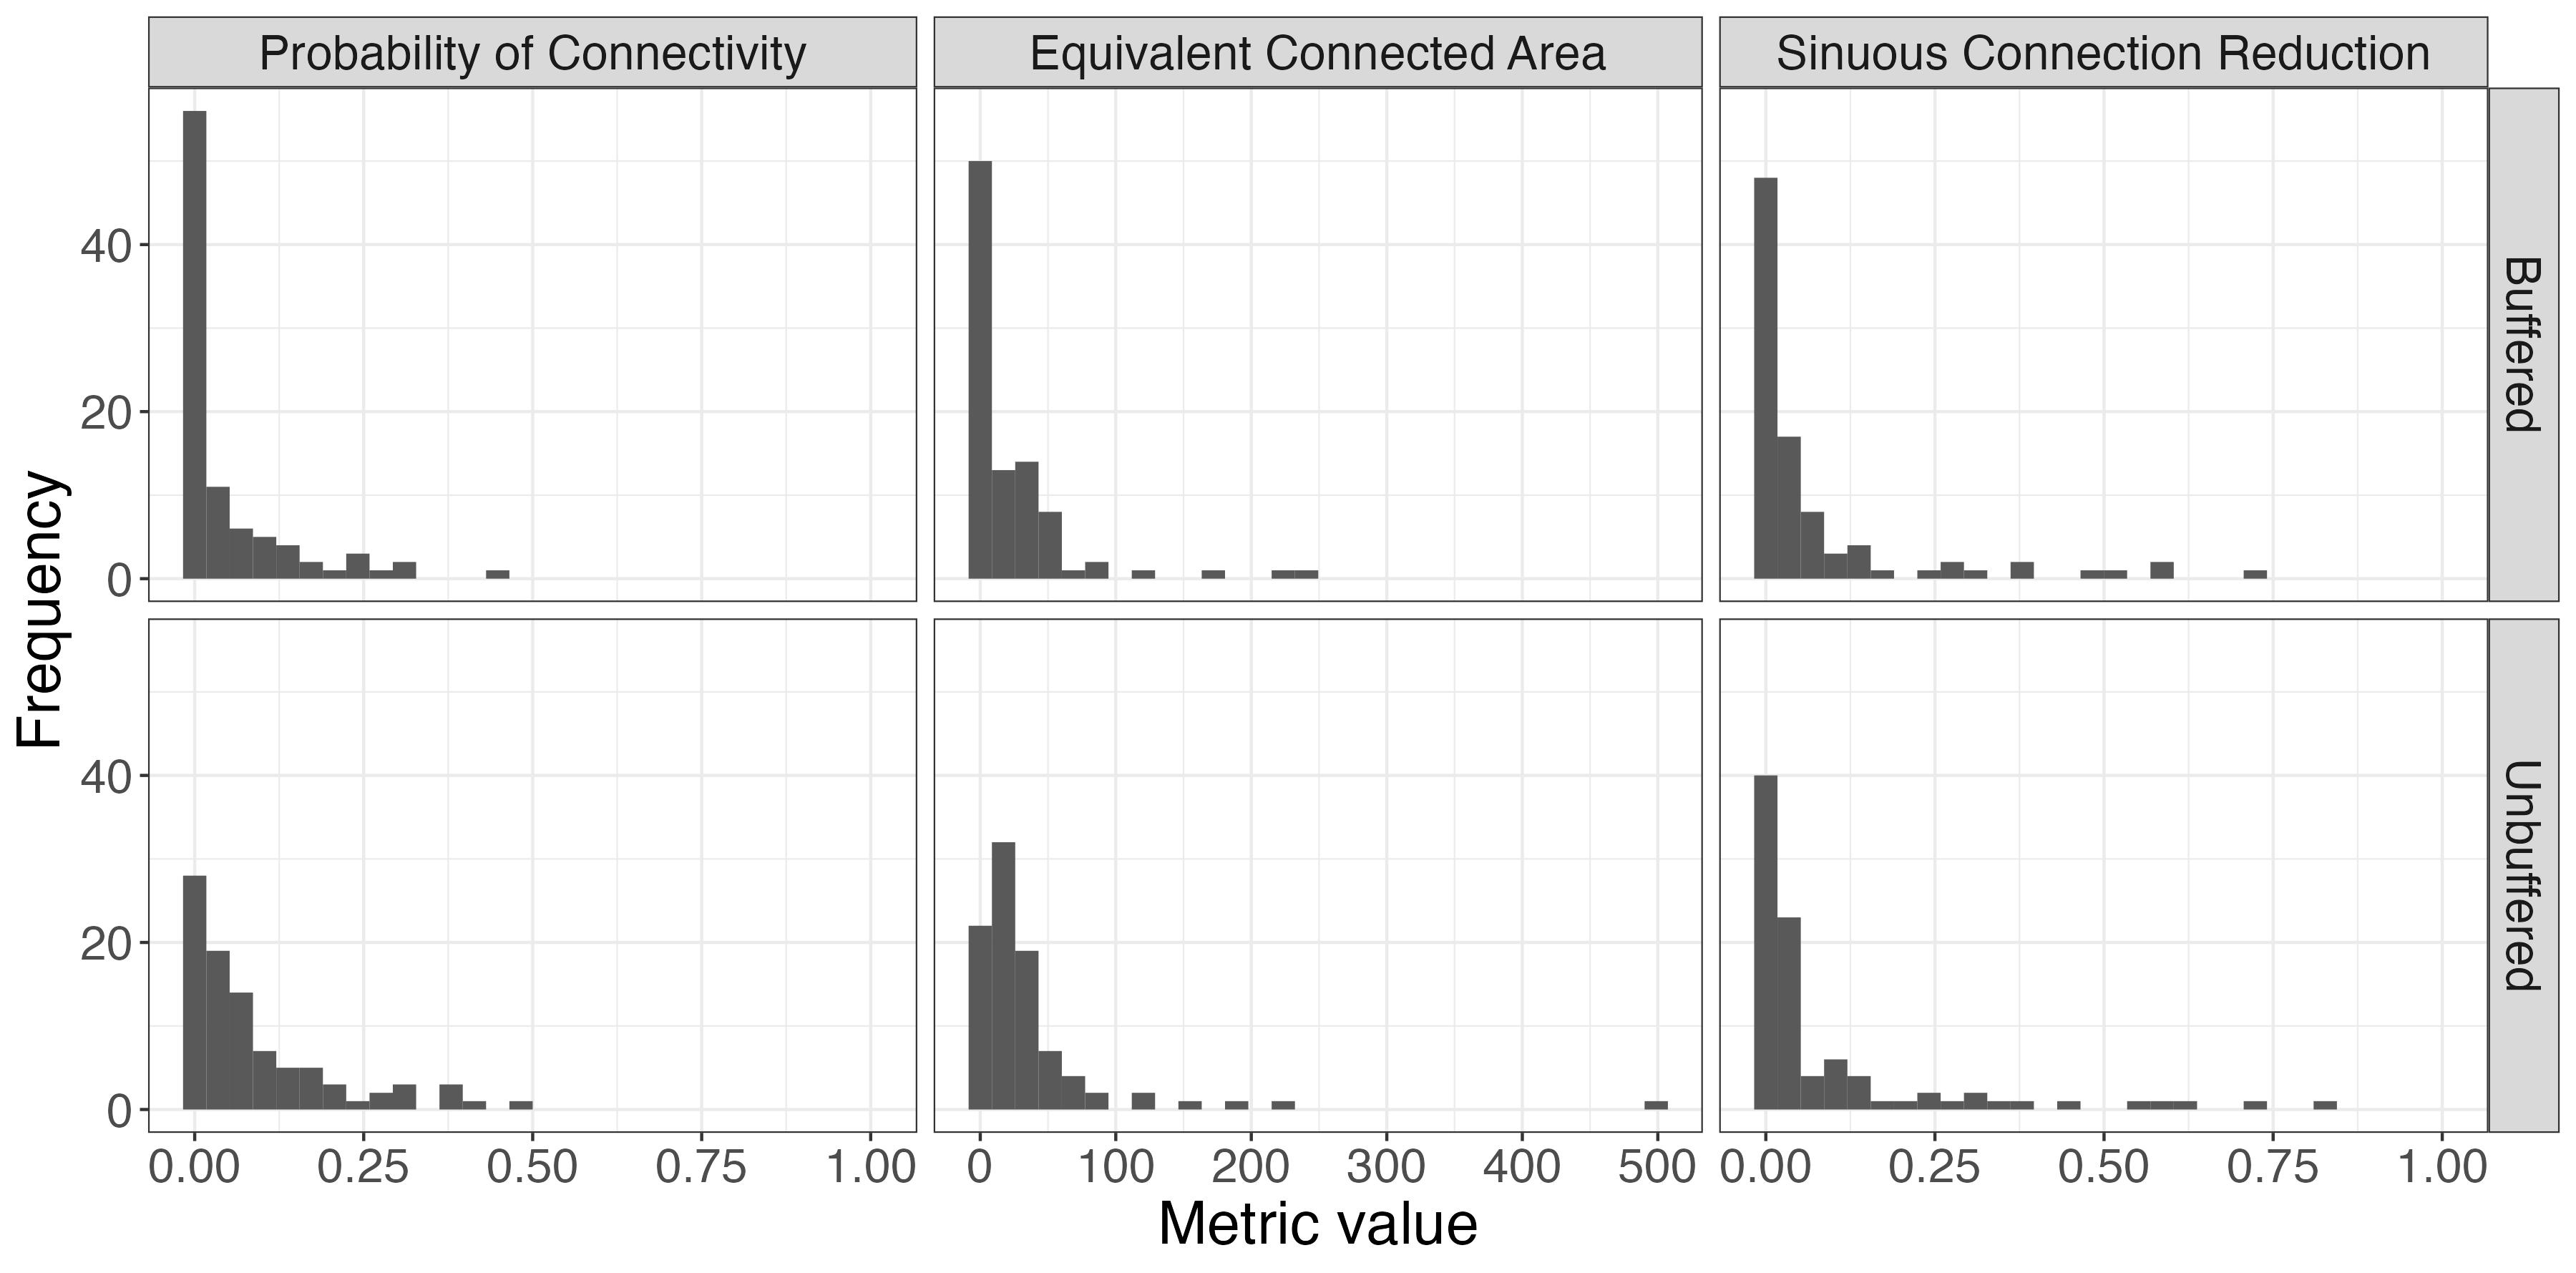 Probability of Connectivity
Equivalent Connected Area
Sinuous Connection Reduction
Frequency
40
20
0
Buffered
40
20
0
Unbuffered
0.00 0.25 0.50 0.75 1.00
0 100 200 300 400 500
0.00 0.25 0.50 0.75 1.00
Metric value